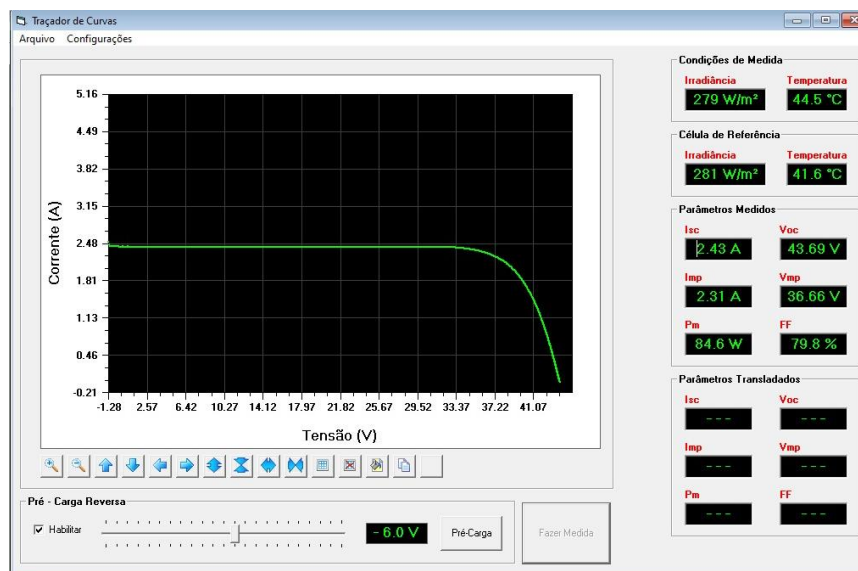 Traçador de Curvas
Arquivo Configurações
5.16
4.49
3.82
3.15
2.48
1.81
1.13
0.46
-0.21
Corrente (A)
-1.28 2.57 6.42 10.27 14.12 17.97 21.82 25.67 29.52 33.37 37.22 41.07
Tensão (V)
Pré - Carga Reversa
Habilitar
- 6.0 V
Pré-Carga
Fazer Medida
Condições de Medida
Irradiância Temperatura
279 W/m² 44.5 °C
Célula de Referência
Irradiância Temperatura
281 W/m² 41.6 °C
Parâmetros Medidos
Isc Voc
2.43 A 43.69 V
Imp Vmp
2.31 A 36.66 V
Pm FF
84.6 W 79.8 %
Parâmetros Transladados
Isc Voc
- - - - - -
Imp Vmp
- - - - - -
Pm FF
- - - - - -